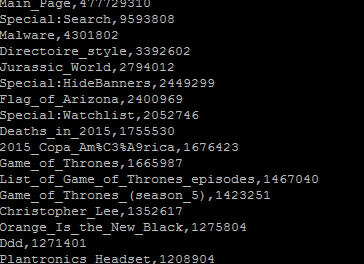 Main_Page,477729310
Special:Search,9593808
Malware,4301802
Directoire_style,3392602
Jurassic_World,2794012
Special:HideBanners,2449299
Flag_of_Arizona,2400969
Special:Watchlist,2052746
Deaths_in_2015,1755530
2015_Copa_Am%C3%A9rica,1676423
Game_of_Thrones,1665987
List_of_Game_of_Thrones_episodes,1467040
Game_of_Thrones_(season_5),1423251
Christopher_Lee,1352617
Orange_Is_the_New_Black,1275804
Ddd,1271401
Plantronics_Headset,1208904